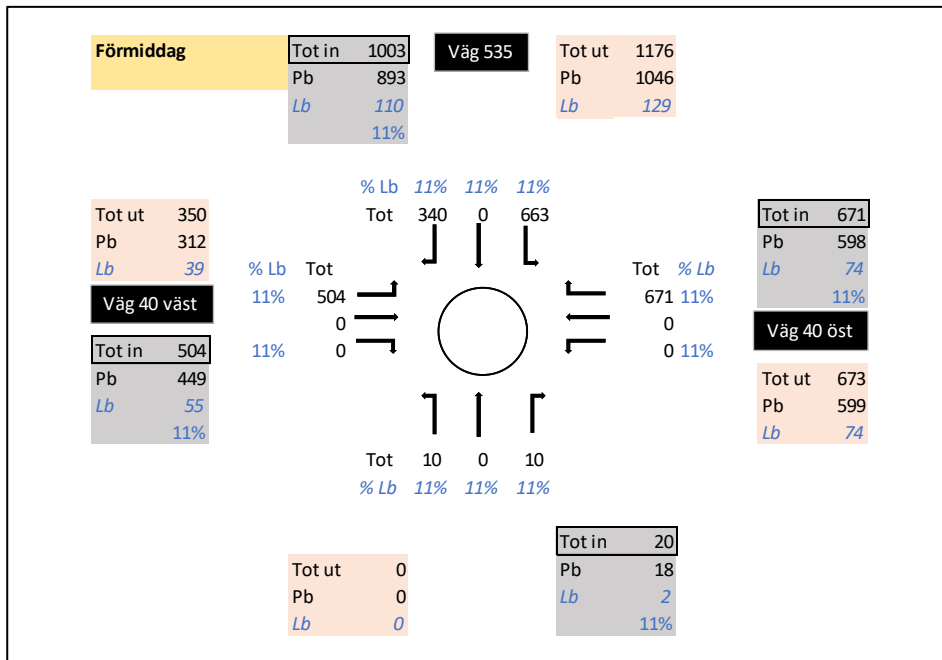 Förmiddag
Tot in 1003
Pb 893
Lb 110
11%
Väg 535
Tot ut 1176
Pb 1046
Lb 129
% Lb 11% 11% 11%
Tot 340 0 663
Tot ut 350
Pb 312
Lb 39
Väg 40 väst
Tot in 504
Pb 449
Lb 55
11%
% Lb Tot
11% 504
0
11% 0
Tot % Lb
671 11%
0
0 11%
Tot in 671
Pb 598
Lb 74
11%
Väg 40 öst
Tot ut 673
Pb 599
Lb 74
Tot 10 0 10
% Lb 11% 11% 11%
Tot ut 0
Pb 0
Lb 0
Tot in 20
Pb 18
Lb 2
11%